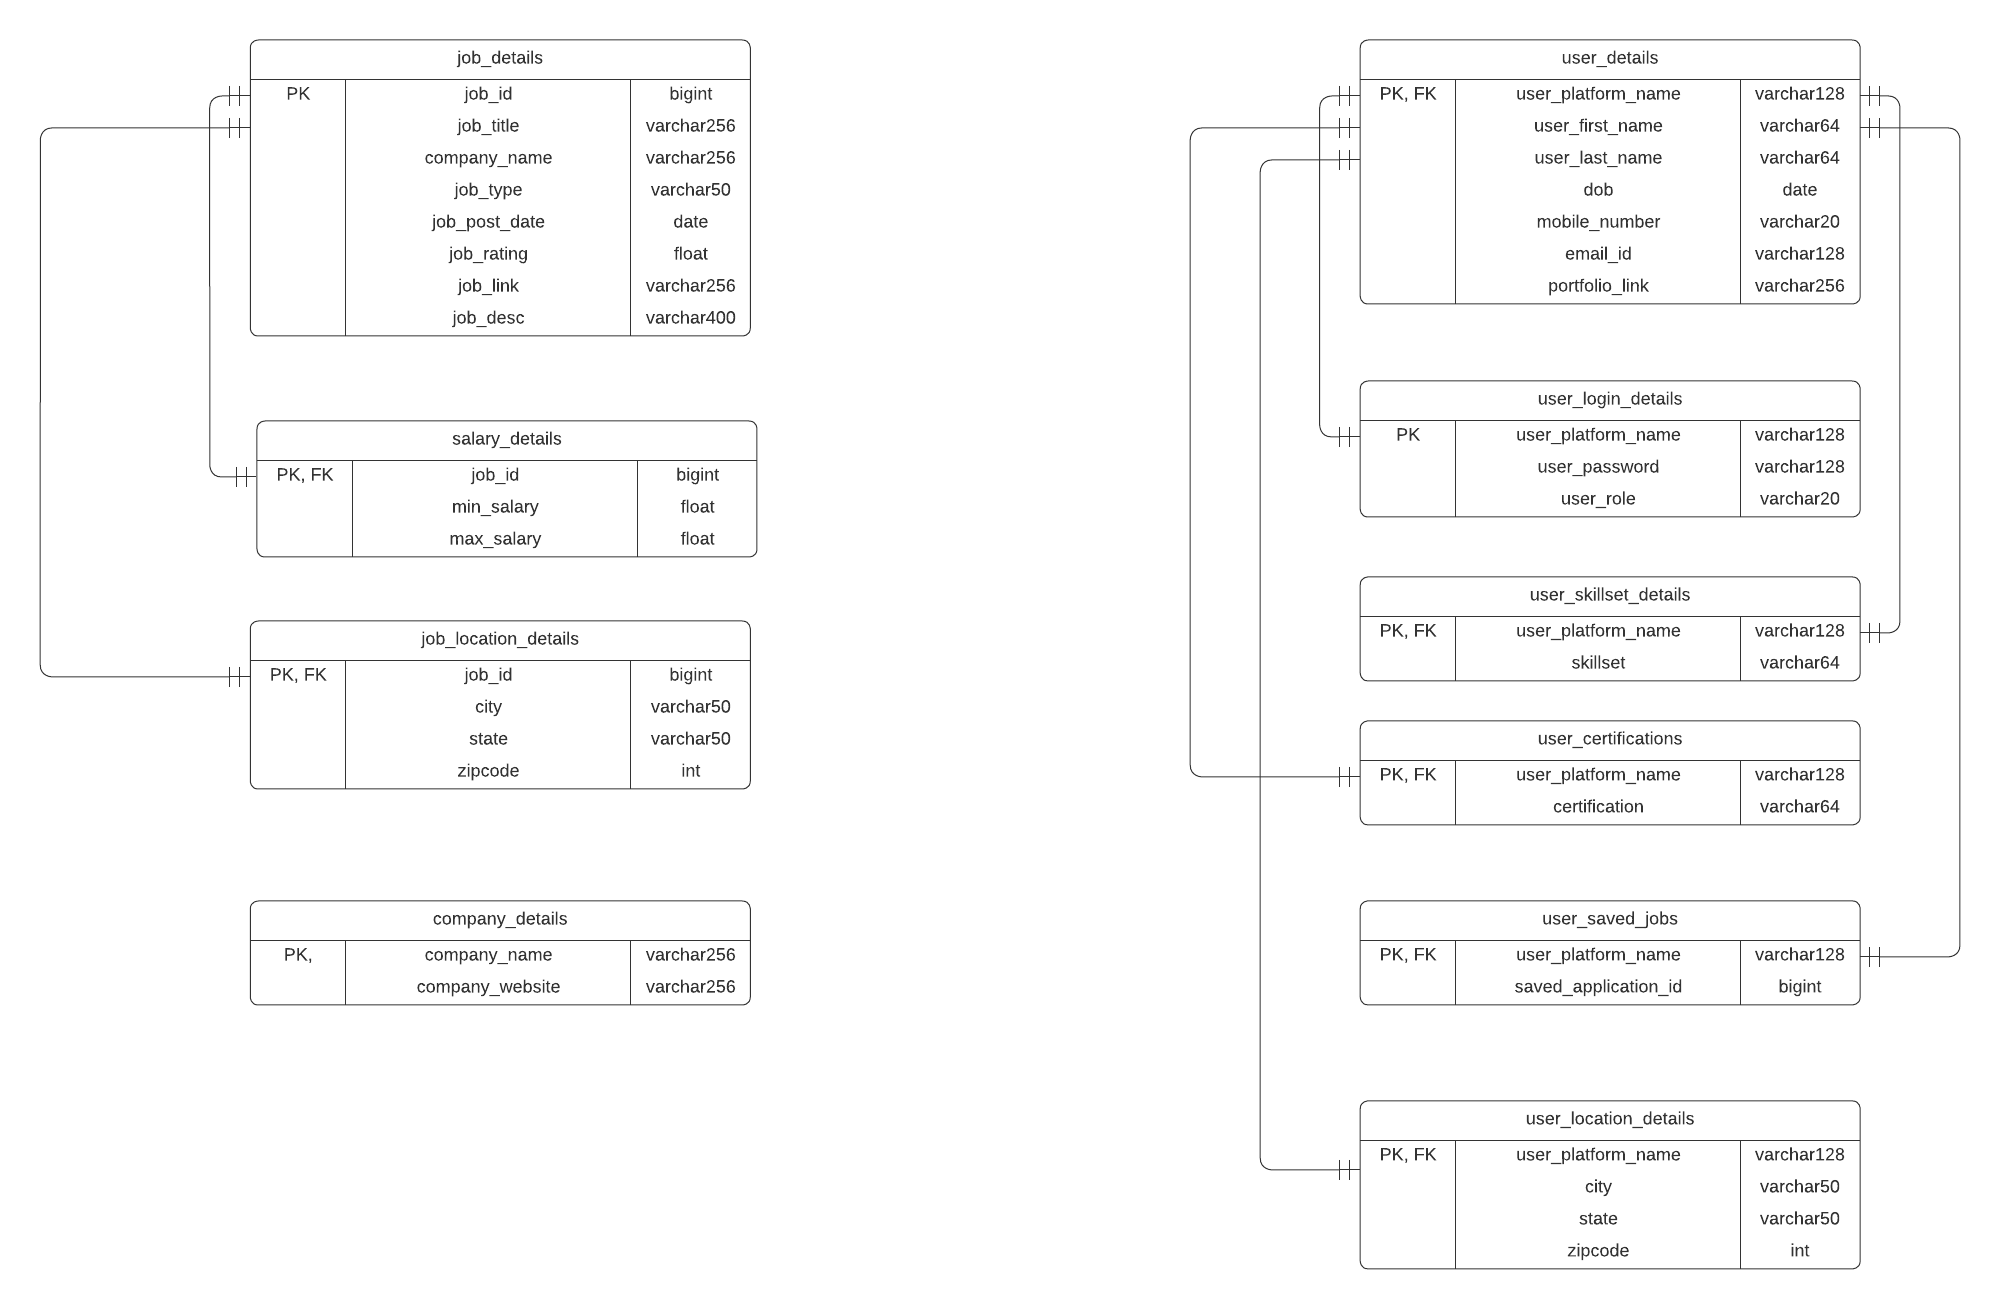 job_details
PK job_id bigint
job_title varchar256
company_name varchar256
job_type varchar50
job_post_date date
job_rating float
job_link varchar256
job_desc varchar400
salary_details
PK, FK job_id bigint
min_salary float
max_salary float
job_location_details
PK, FK job_id bigint
city varchar50
state varchar50
zipcode int
company_details
PK, company_name varchar256
company_website varchar256
user_details
PK, FK user_platform_name varchar128
user_first_name varchar64
user_last_name varchar64
dob date
mobile_number varchar20
email_id varchar128
portfolio_link varchar256
user_login_details
PK user_platform_name varchar128
user_password varchar128
user_role varchar20
user_skillset_details
PK, FK user_platform_name varchar128
skillset varchar64
user_certifications
PK, FK user_platform_name varchar128
certification varchar64
user_saved_jobs
PK, FK user_platform_name varchar128
saved_application_id bigint
user_location_details
PK, FK user_platform_name varchar128
city varchar50
state varchar50
zipcode int